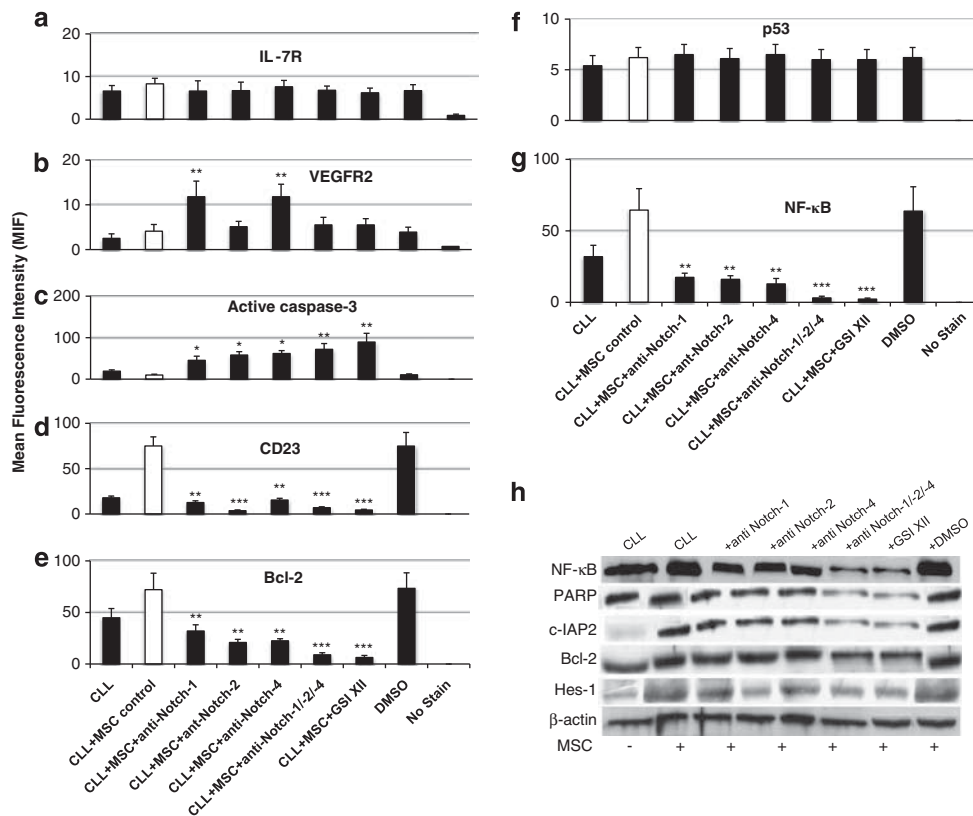 a
IL-7R
20
10
0
b
VEGFR2
20
10
0
** **
Mean Fluorescence Intensity (MIF)
c
Active caspase-3
200
100
0
* * * ** **
d
CD23
100
50
0
** *** ** *** ***
e
Bcl-2
100
50
0
** ** ** *** ***
CLL
CLL+MSC control
CLL+MSC+anti-Notch-1
CLL+MSC+anti-Notch-2
CLL+MSC+anti-Notch-4
CLL+MSC+anti-Notch-1/-2/-4
CLL+MSC+GSI XII
DMSO
No Stain
f
p53
10
5
0
g
NF-κB
100
50
0
** ** ** *** ***
CLL
CLL+MSC control
CLL+MSC+anti-Notch-1
CLL+MSC+ant-Notch-2
CLL+MSC+anti-Notch-4
CLL+MSC+anti-Notch-1/-2/-4
CLL+MSC+GSI XII
DMSO
No Stain
h
CLL
CLL
+anti Notch-1
+anti Notch-2
+anti Notch-4
+anti Notch-1/-2/-4
+GSI XII
+DMSO
NF-κB
PARP
c-IAP2
Bcl-2
Hes-1
β-actin
MSC - + + + + + +